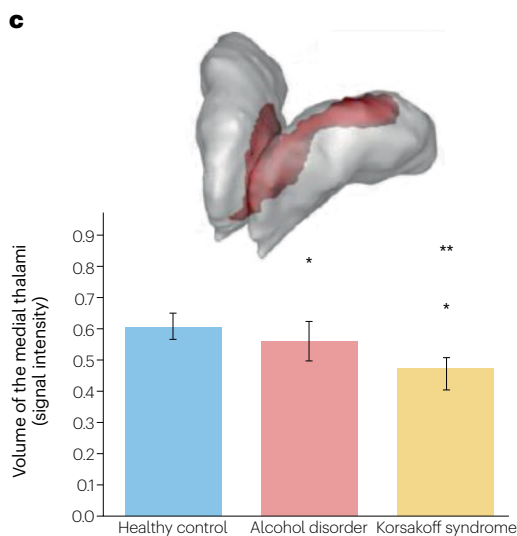 c
Volume of the medial thalami
(signal intensity)
0.9
0.8
0.7
0.6
0.5
0.4
0.3
0.2
0.1
0.0
*
**
*
Healthy control
Alcohol disorder
Korsakoff syndrome